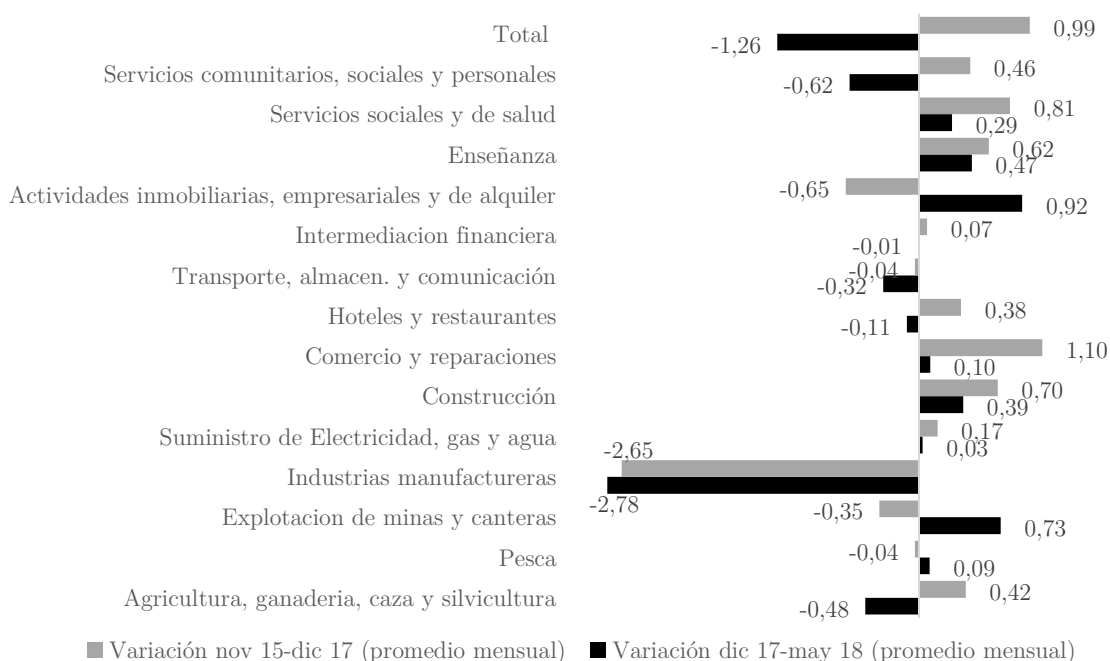 Total 0,99
-1,26
Servicios comunitarios, sociales y personales 0,46
-0,62
Servicios sociales y de salud 0,81
0,29
Enseñanza 0,62
0,47
Actividades inmobiliarias, empresariales y de alquiler -0,65
0,92
Intermediacion financiera 0,07
-0,01
Transporte, almacen. y comunicación -0,04
-0,32
Hoteles y restaurantes 0,38
-0,11
Comercio y reparaciones 1,10
0,10
Construcción 0,70
0,39
Suministro de Electricidad, gas y agua 0,17
0,03
Industrias manufactureras -2,65
-2,78
Explotacion de minas y canteras -0,35
0,73
Pesca -0,04
0,09
Agricultura, ganaderia, caza y silvicultura 0,42
-0,48
Variación nov 15-dic 17 (promedio mensual) Variación dic 17-may 18 (promedio mensual)